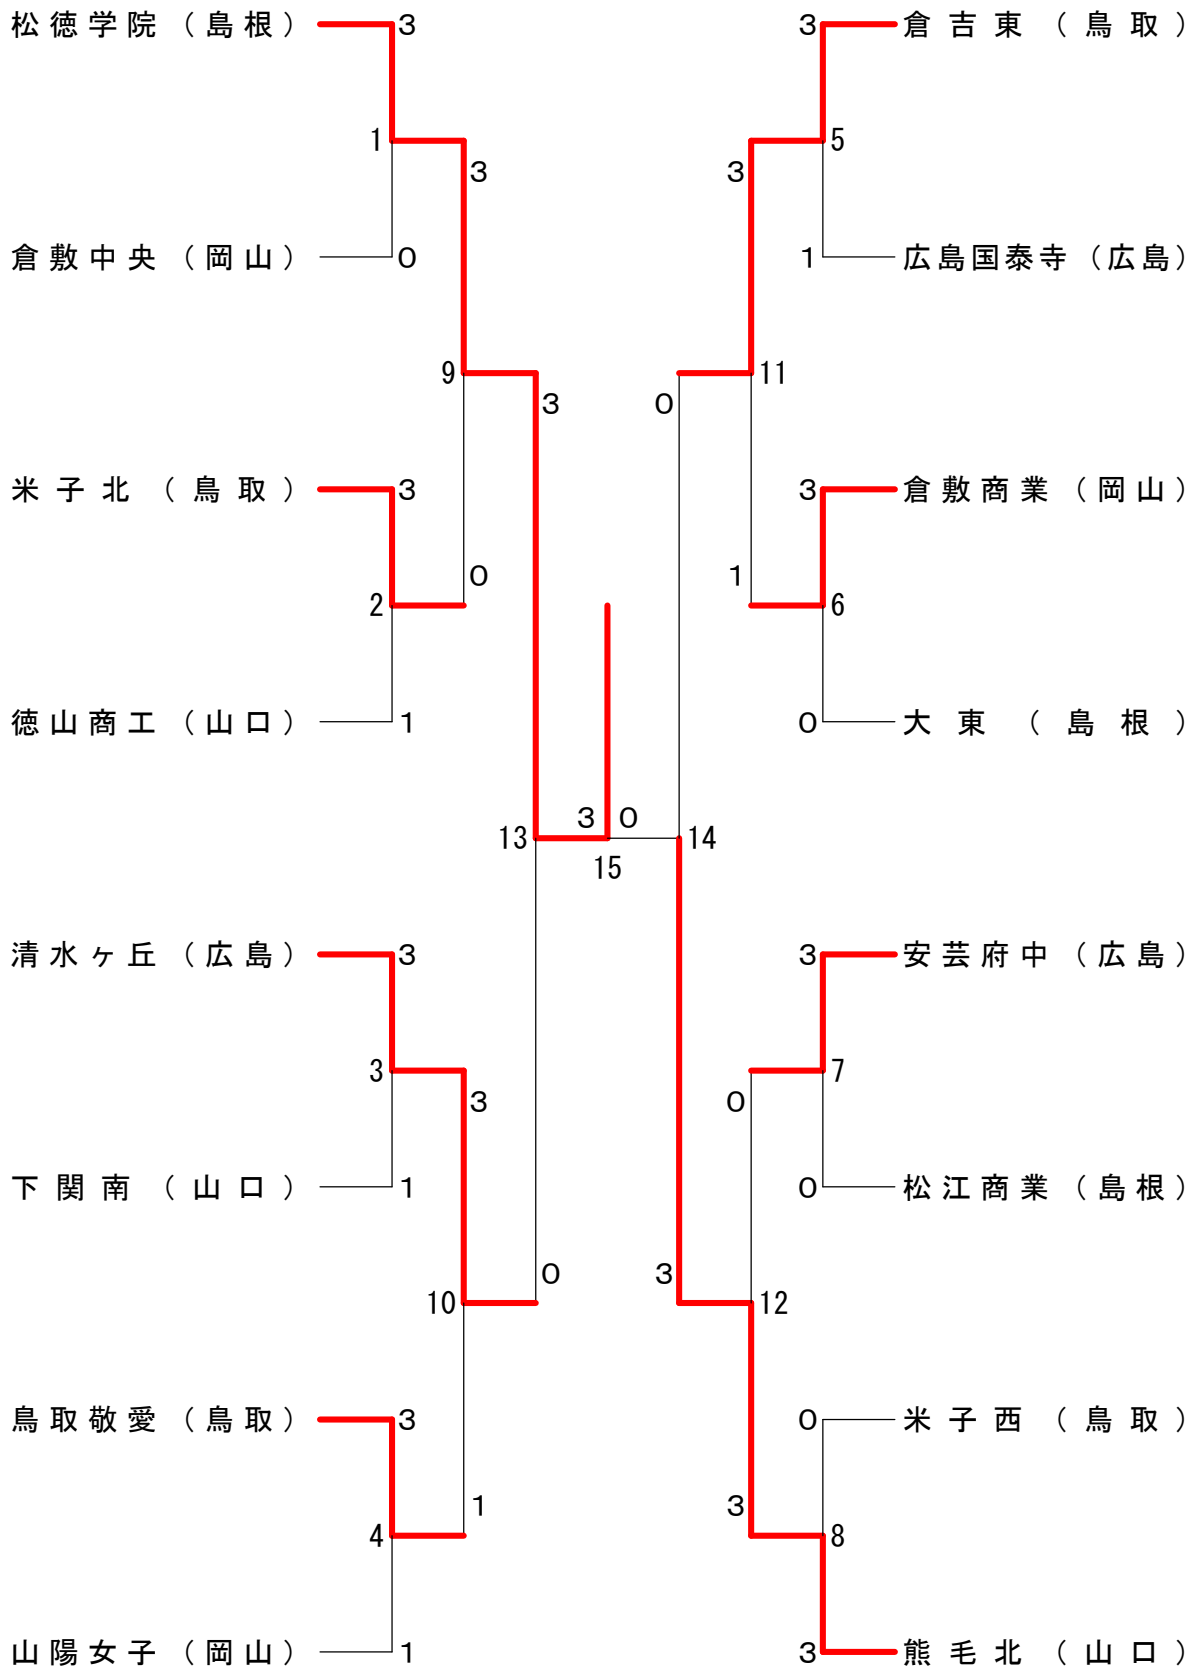 松徳学院（島根） 3 3 倉吉東（鳥取）
1 5
3 3
倉敷中央（岡山） 0 1 広島国泰寺（広島）
9 11
3 0
米子北（鳥取） 3 3 倉敷商業（岡山）
0 1
2 6
徳山商工（山口） 1 0 大東（島根）
3 0
13 14
15
清水ヶ丘（広島） 3 3 安芸府中（広島）
3 7
3 0
下関南（山口） 1 0 松江商業（島根）
0 3
10 12
鳥取敬愛（鳥取） 3 0 米子西（鳥取）
1 3
4 8
山陽女子（岡山） 1 3 熊毛北（山口）